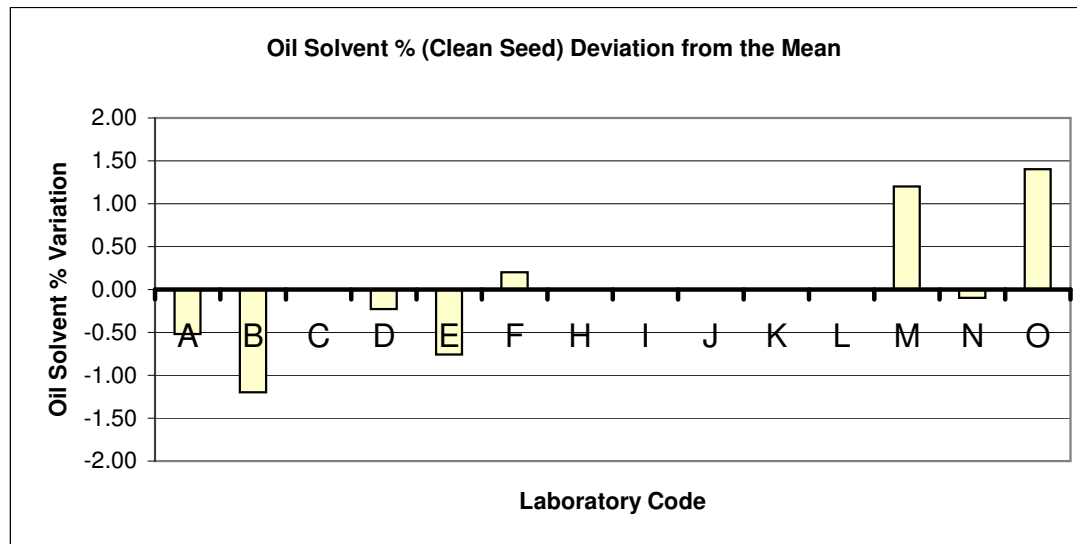 Oil Solvent % (Clean Seed) Deviation from the Mean
Oil Solvent % Variation
2.00
1.50
1.00
0.50
0.00
-0.50
-1.00
-1.50
-2.00
A B C D E F H I J K L M N O
Laboratory Code